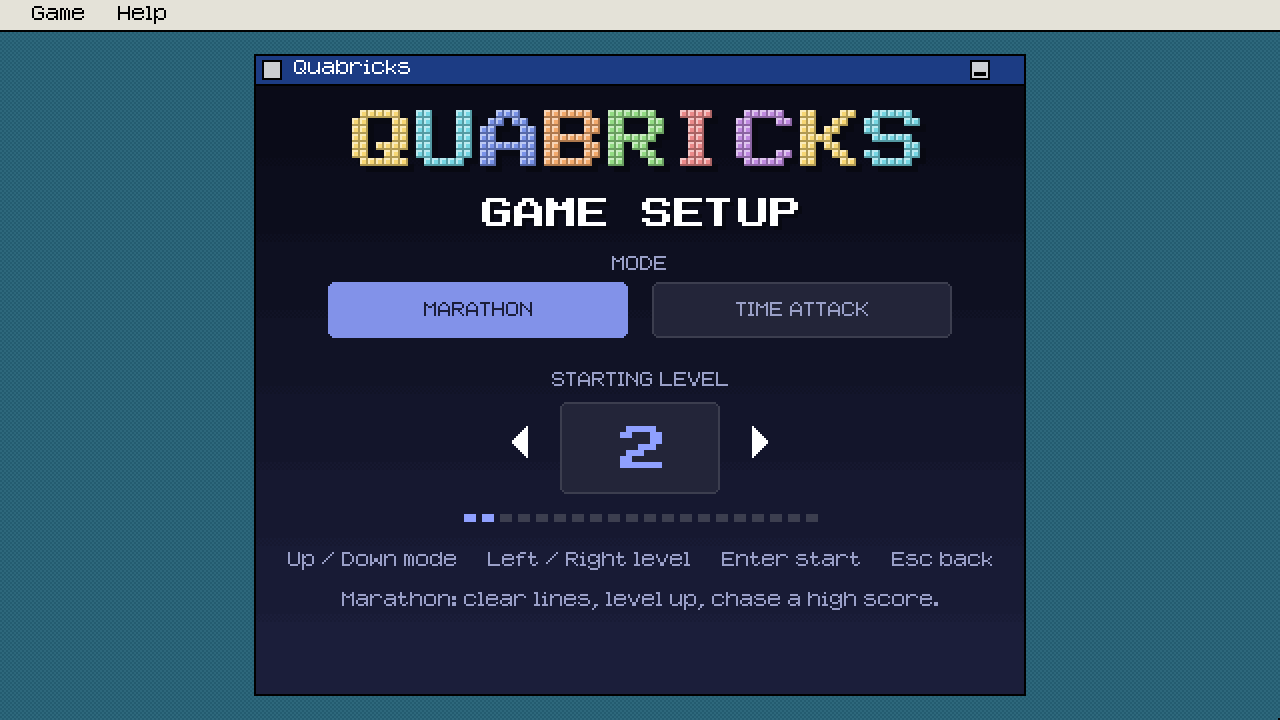 Game Help
Quabricks
QUABRICKS
GAME SETUP
MODE
MARATHON TIME ATTACK
STARTING LEVEL
2
Up / Down mode Left / Right level Enter start Esc back
Marathon: clear lines, level up, chase a high score.